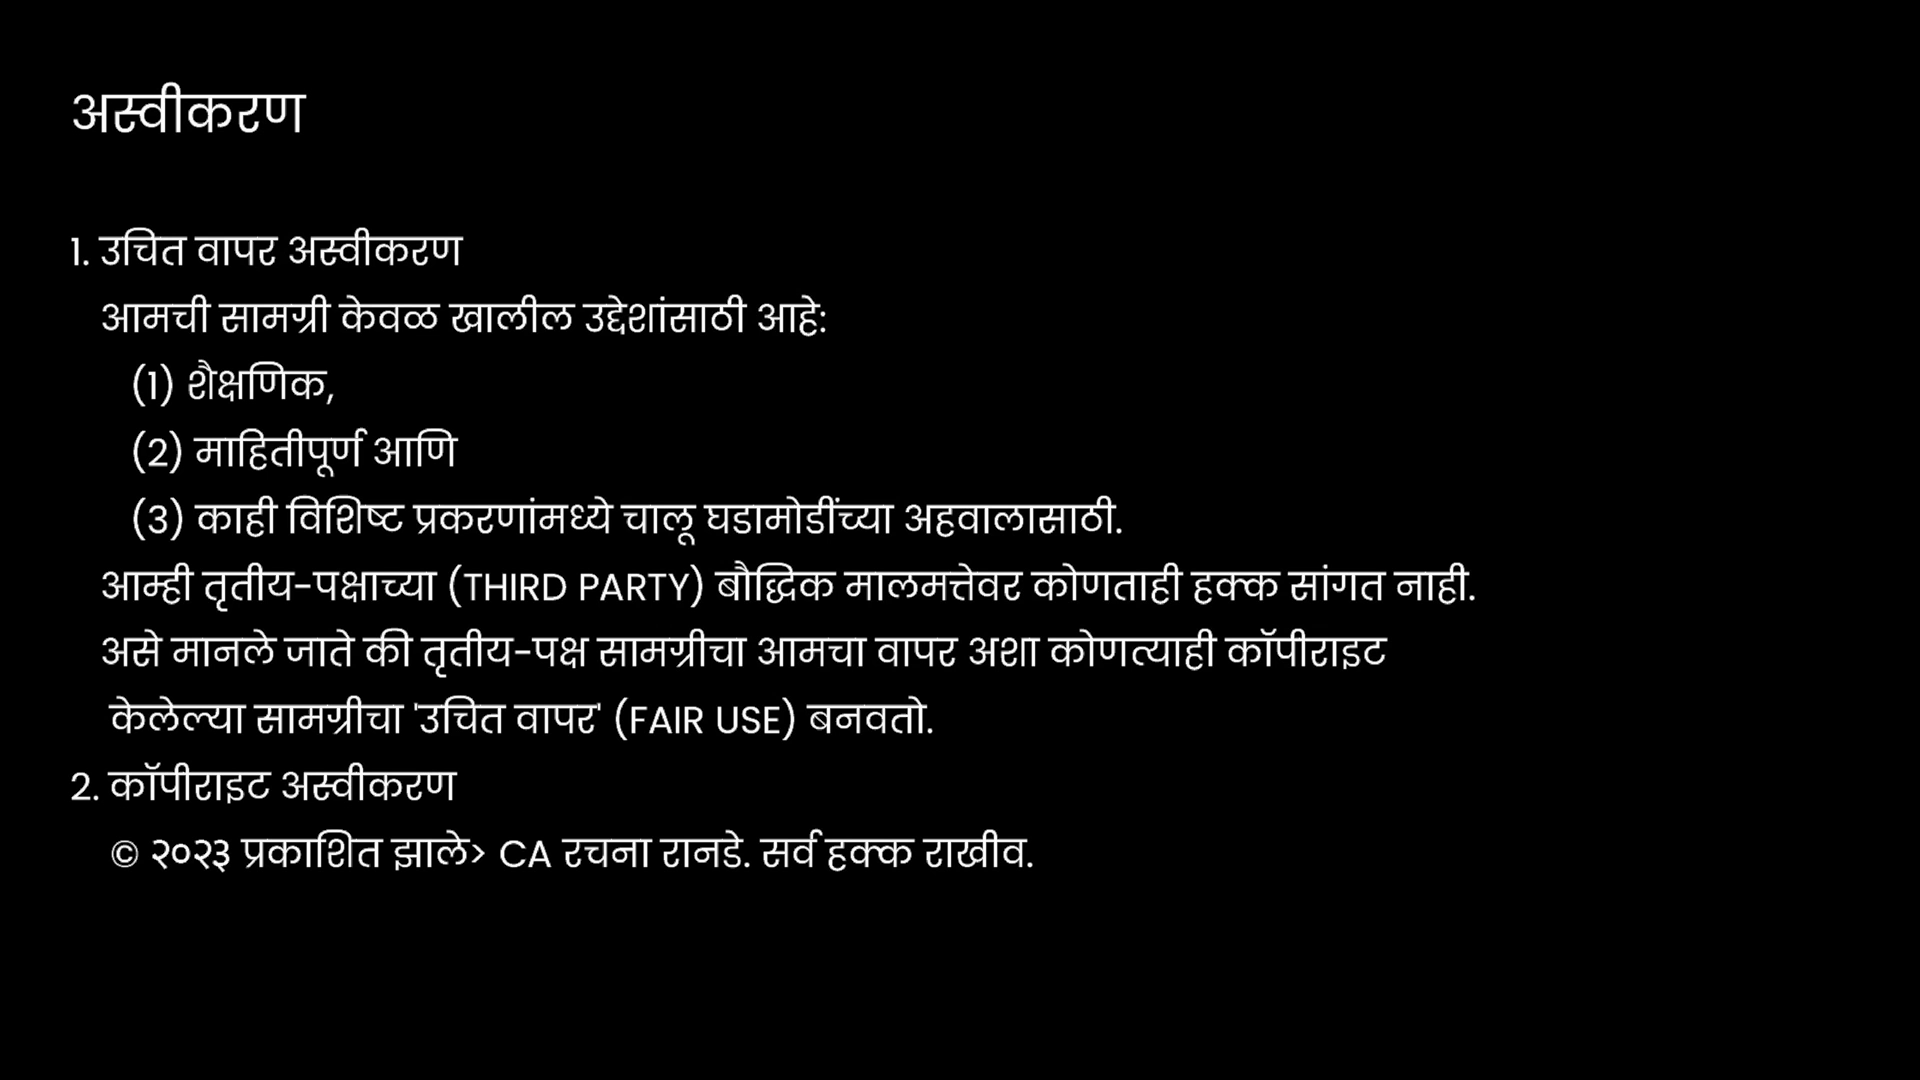 अस्वीकरण
1. उचित वापर अस्वीकरण
आमची सामग्री केवळ खालील उद्देशांसाठी आहे:
(1) शैक्षणिक,
(2) माहितीपूर्ण आणि
(3) काही विशिष्ट प्रकरणांमध्ये चालू घडामोडींच्या अहवालासाठी.
आम्ही तृतीय-पक्षाच्या (THIRD PARTY) बौद्धिक मालमत्तेवर कोणताही हक्क सांगत नाही.
असे मानले जाते की तृतीय-पक्ष सामग्रीचा आमचा वापर अशा कोणत्याही कॉपीराइट
केलेल्या सामग्रीचा 'उचित वापर' (FAIR USE) बनवतो.
2. कॉपीराइट अस्वीकरण
© २०२३ प्रकाशित झाले> CA रचना रानडे. सर्व हक्क राखीव.